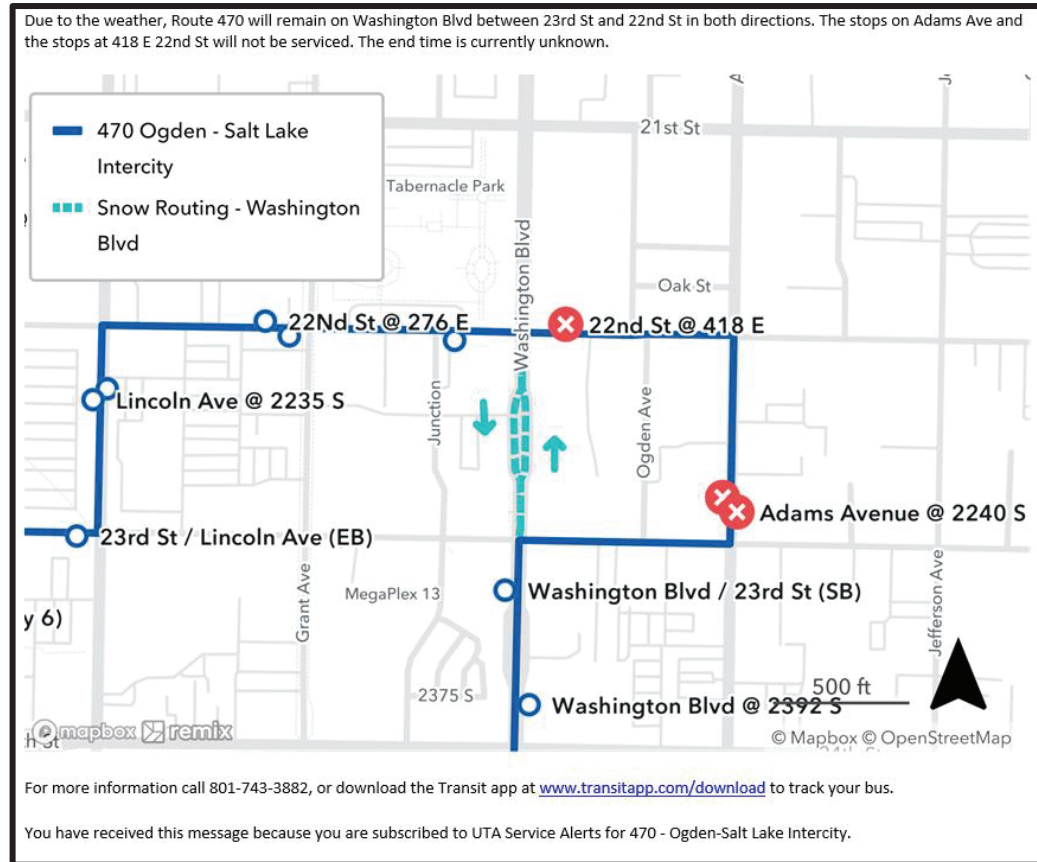 Due to the weather, Route 470 will remain on Washington Blvd between 23rd St and 22nd St in both directions. The stops on Adams Ave and
the stops at 418 E 22nd St will not be serviced. The end time is currently unknown.
470 Ogden - Salt Lake
Intercity
Snow Routing - Washington
Blvd
21st St
Tabernacle Park
Washington Blvd
Oak St
22Nd St @ 276 E
22nd St @ 418 E
Lincoln Ave @ 2235 S
Junction
Ogden Ave
Adams Avenue @ 2240 S
23rd St / Lincoln Ave (EB)
Grant Ave
MegaPlex 13
Washington Blvd / 23rd St (SB)
Jefferson Ave
y 6)
2375 S
500 ft
Washington Blvd @ 2392 S
mapbox remix
© Mapbox © OpenStreetMap
For more information call 801-743-3882, or download the Transit app at www.transitapp.com/download to track your bus.
You have received this message because you are subscribed to UTA Service Alerts for 470 - Ogden-Salt Lake Intercity.